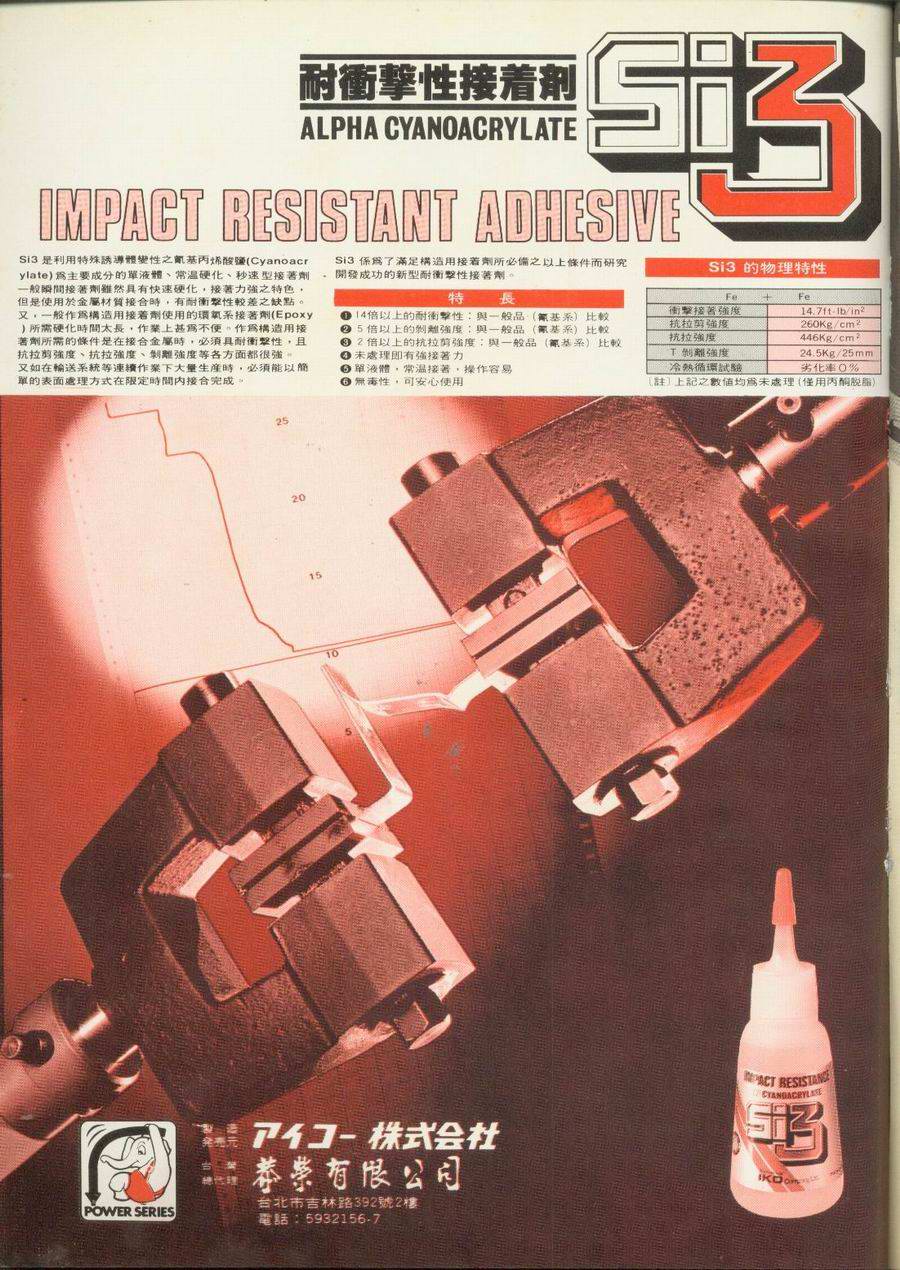 耐衝撃性接着劑
ALPHA CYANOACRYLATE
Si3
IMPACT RESISTANT ADHESIVE
Si3 是利用特殊誘導體變性之氰基丙烯酸鹽(Cyanoacr
ylate)爲主要成分的單液體、常温硬化、秒速型接著劑.
一般瞬間接著劑雖然具有快速硬化，接著力強之特色，
但是使用於金屬材質接合時，有耐衝擊性較差之缺點。
又，一般作爲構造用接着劑使用的環氧系接著劑(Epoxy
)所需硬化時間太長，作業上甚爲不便。作爲構造用接
著劑所需的條件是在接合金屬時，必須具耐衝擊性，且
抗拉剪強度、抗拉強度、剝離強度等各方面都很強。
又如在輸送系統等連續作業下大量生産時，必須能以簡
單的表面處理方式在限定時間内接合完成。
Si3 係爲了滿足構造用接着劑所必備之以上條件而研究
開發成功的新型耐衝擊性接着劑。
特 長
❶ 14倍以上的耐衝擊性：與一般品（氰基系）比較
❷ 5 倍以上的剝離強度：與一般品（氰基系）比較
❸ 2 倍以上的抗拉剪強度：與一般品（氰基系）比較
❹ 未處理即有強接著力
❺ 單液體，常温接著，操作容易
❻ 無毒性，可安心使用
Si3 的物理特性
Fe + Fe
衝擊接著強度 14.7ft·lb/in²
抗拉剪強度 260Kg/cm²
抗拉強度 446Kg/cm²
T 剝離強度 24.5Kg/25mm
冷熱循環試驗 劣化率0%
(註)上記之數値均爲未處理(僅用丙酮脱脂)
25
20
15
10
5
IMPACT RESISTANCE
CYANOACRYLATE
Si3
IKO Company Ltd.
POWER SERIES
製 造
発売元
アイコー 株式会社
台 灣
總代理
有限公司
台北市吉林路392號2樓
電話：5932156-7